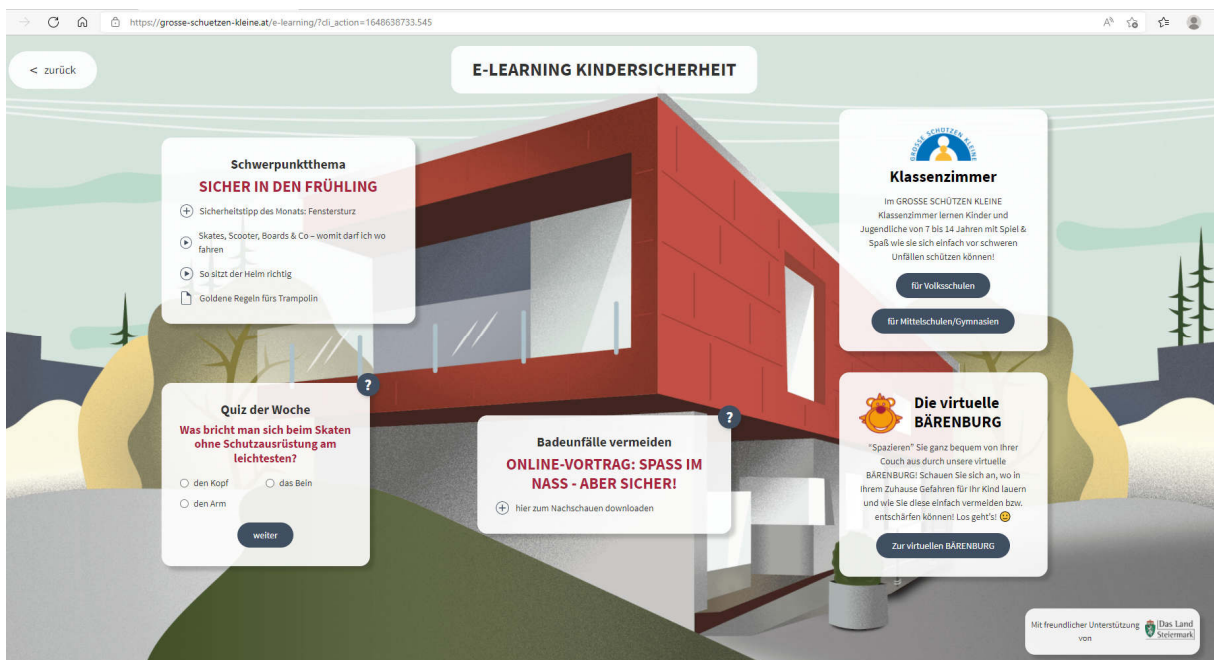 https://grosse-schuetzen-kleine.at/e-learning/?cli_action=1648638733.545
< zurück
E-LEARNING KINDERSICHERHEIT
Schwerpunktthema
SICHER IN DEN FRÜHLING
Sicherheitstipp des Monats: Fenstersturz
Skates, Scooter, Boards & Co – womit darf ich wo
fahren
So sitzt der Helm richtig
Goldene Regeln fürs Trampolin
?
Quiz der Woche
Was bricht man sich beim Skaten
ohne Schutzausrüstung am
leichtesten?
den Kopf
das Bein
den Arm
weiter
?
Badeunfälle vermeiden
ONLINE-VORTRAG: SPASS IM
NASS - ABER SICHER!
hier zum Nachschauen downloaden
GROSSE SCHÜTZEN KLEINE
Klassenzimmer
Im GROSSE SCHÜTZEN KLEINE
Klassenzimmer lernen Kinder und
Jugendliche von 7 bis 14 Jahren mit Spiel &
Spaß wie sie sich einfach vor schweren
Unfällen schützen können!
für Volksschulen
für Mittelschulen/Gymnasien
Die virtuelle
BÄRENBURG
"Spazieren" Sie ganz bequem von Ihrer
Couch aus durch unsere virtuelle
BÄRENBURG! Schauen Sie sich an, wo in
Ihrem Zuhause Gefahren für Ihr Kind lauern
und wie Sie diese einfach vermeiden bzw.
entschärfen können! Los geht's! 🙂
Zur virtuellen BÄRENBURG
Mit freundlicher Unterstützung
von
Das Land
Steiermark